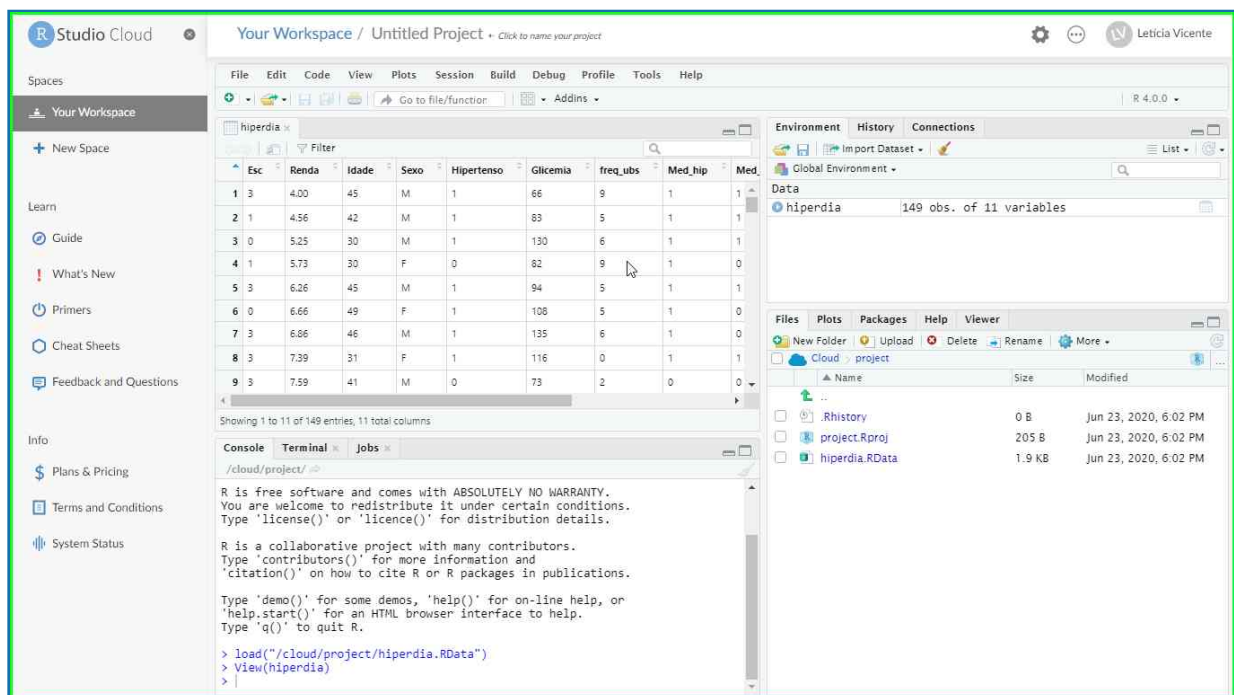 R Studio Cloud
Your Workspace / Untitled Project ← Click to name your project
LV Letícia Vicente
Spaces
Your Workspace
New Space
Learn
Guide
What's New
Primers
Cheat Sheets
Feedback and Questions
Info
Plans & Pricing
Terms and Conditions
System Status
File Edit Code View Plots Session Build Debug Profile Tools Help
Go to file/function Addins R 4.0.0
hiperdia
Filter
Esc Renda Idade Sexo Hipertenso Glicemia freq_ubs Med_hip Med_
1 3 4.00 45 M 1 66 9 1 1
2 1 4.56 42 M 1 83 5 1 1
3 0 5.25 30 M 1 130 6 1 1
4 1 5.73 30 F 0 82 9 1 0
5 3 6.26 45 M 1 94 5 1 1
6 0 6.66 49 F 1 108 5 1 0
7 3 6.86 46 M 1 135 6 1 0
8 3 7.39 31 F 1 116 0 1 1
9 3 7.59 41 M 0 73 2 0 0
Showing 1 to 11 of 149 entries, 11 total columns
Console Terminal Jobs
/cloud/project/
R is free software and comes with ABSOLUTELY NO WARRANTY.
You are welcome to redistribute it under certain conditions.
Type 'license()' or 'licence()' for distribution details.
R is a collaborative project with many contributors.
Type 'contributors()' for more information and
'citation()' on how to cite R or R packages in publications.
Type 'demo()' for some demos, 'help()' for on-line help, or
'help.start()' for an HTML browser interface to help.
Type 'q()' to quit R.
> load("/cloud/project/hiperdia.RData")
> View(hiperdia)
>
Environment History Connections
Import Dataset List
Global Environment
Data
hiperdia 149 obs. of 11 variables
Files Plots Packages Help Viewer
New Folder Upload Delete Rename More
Cloud project
Name Size Modified
..
.Rhistory 0 B Jun 23, 2020, 6:02 PM
project.Rproj 205 B Jun 23, 2020, 6:02 PM
hiperdia.RData 1.9 KB Jun 23, 2020, 6:02 PM